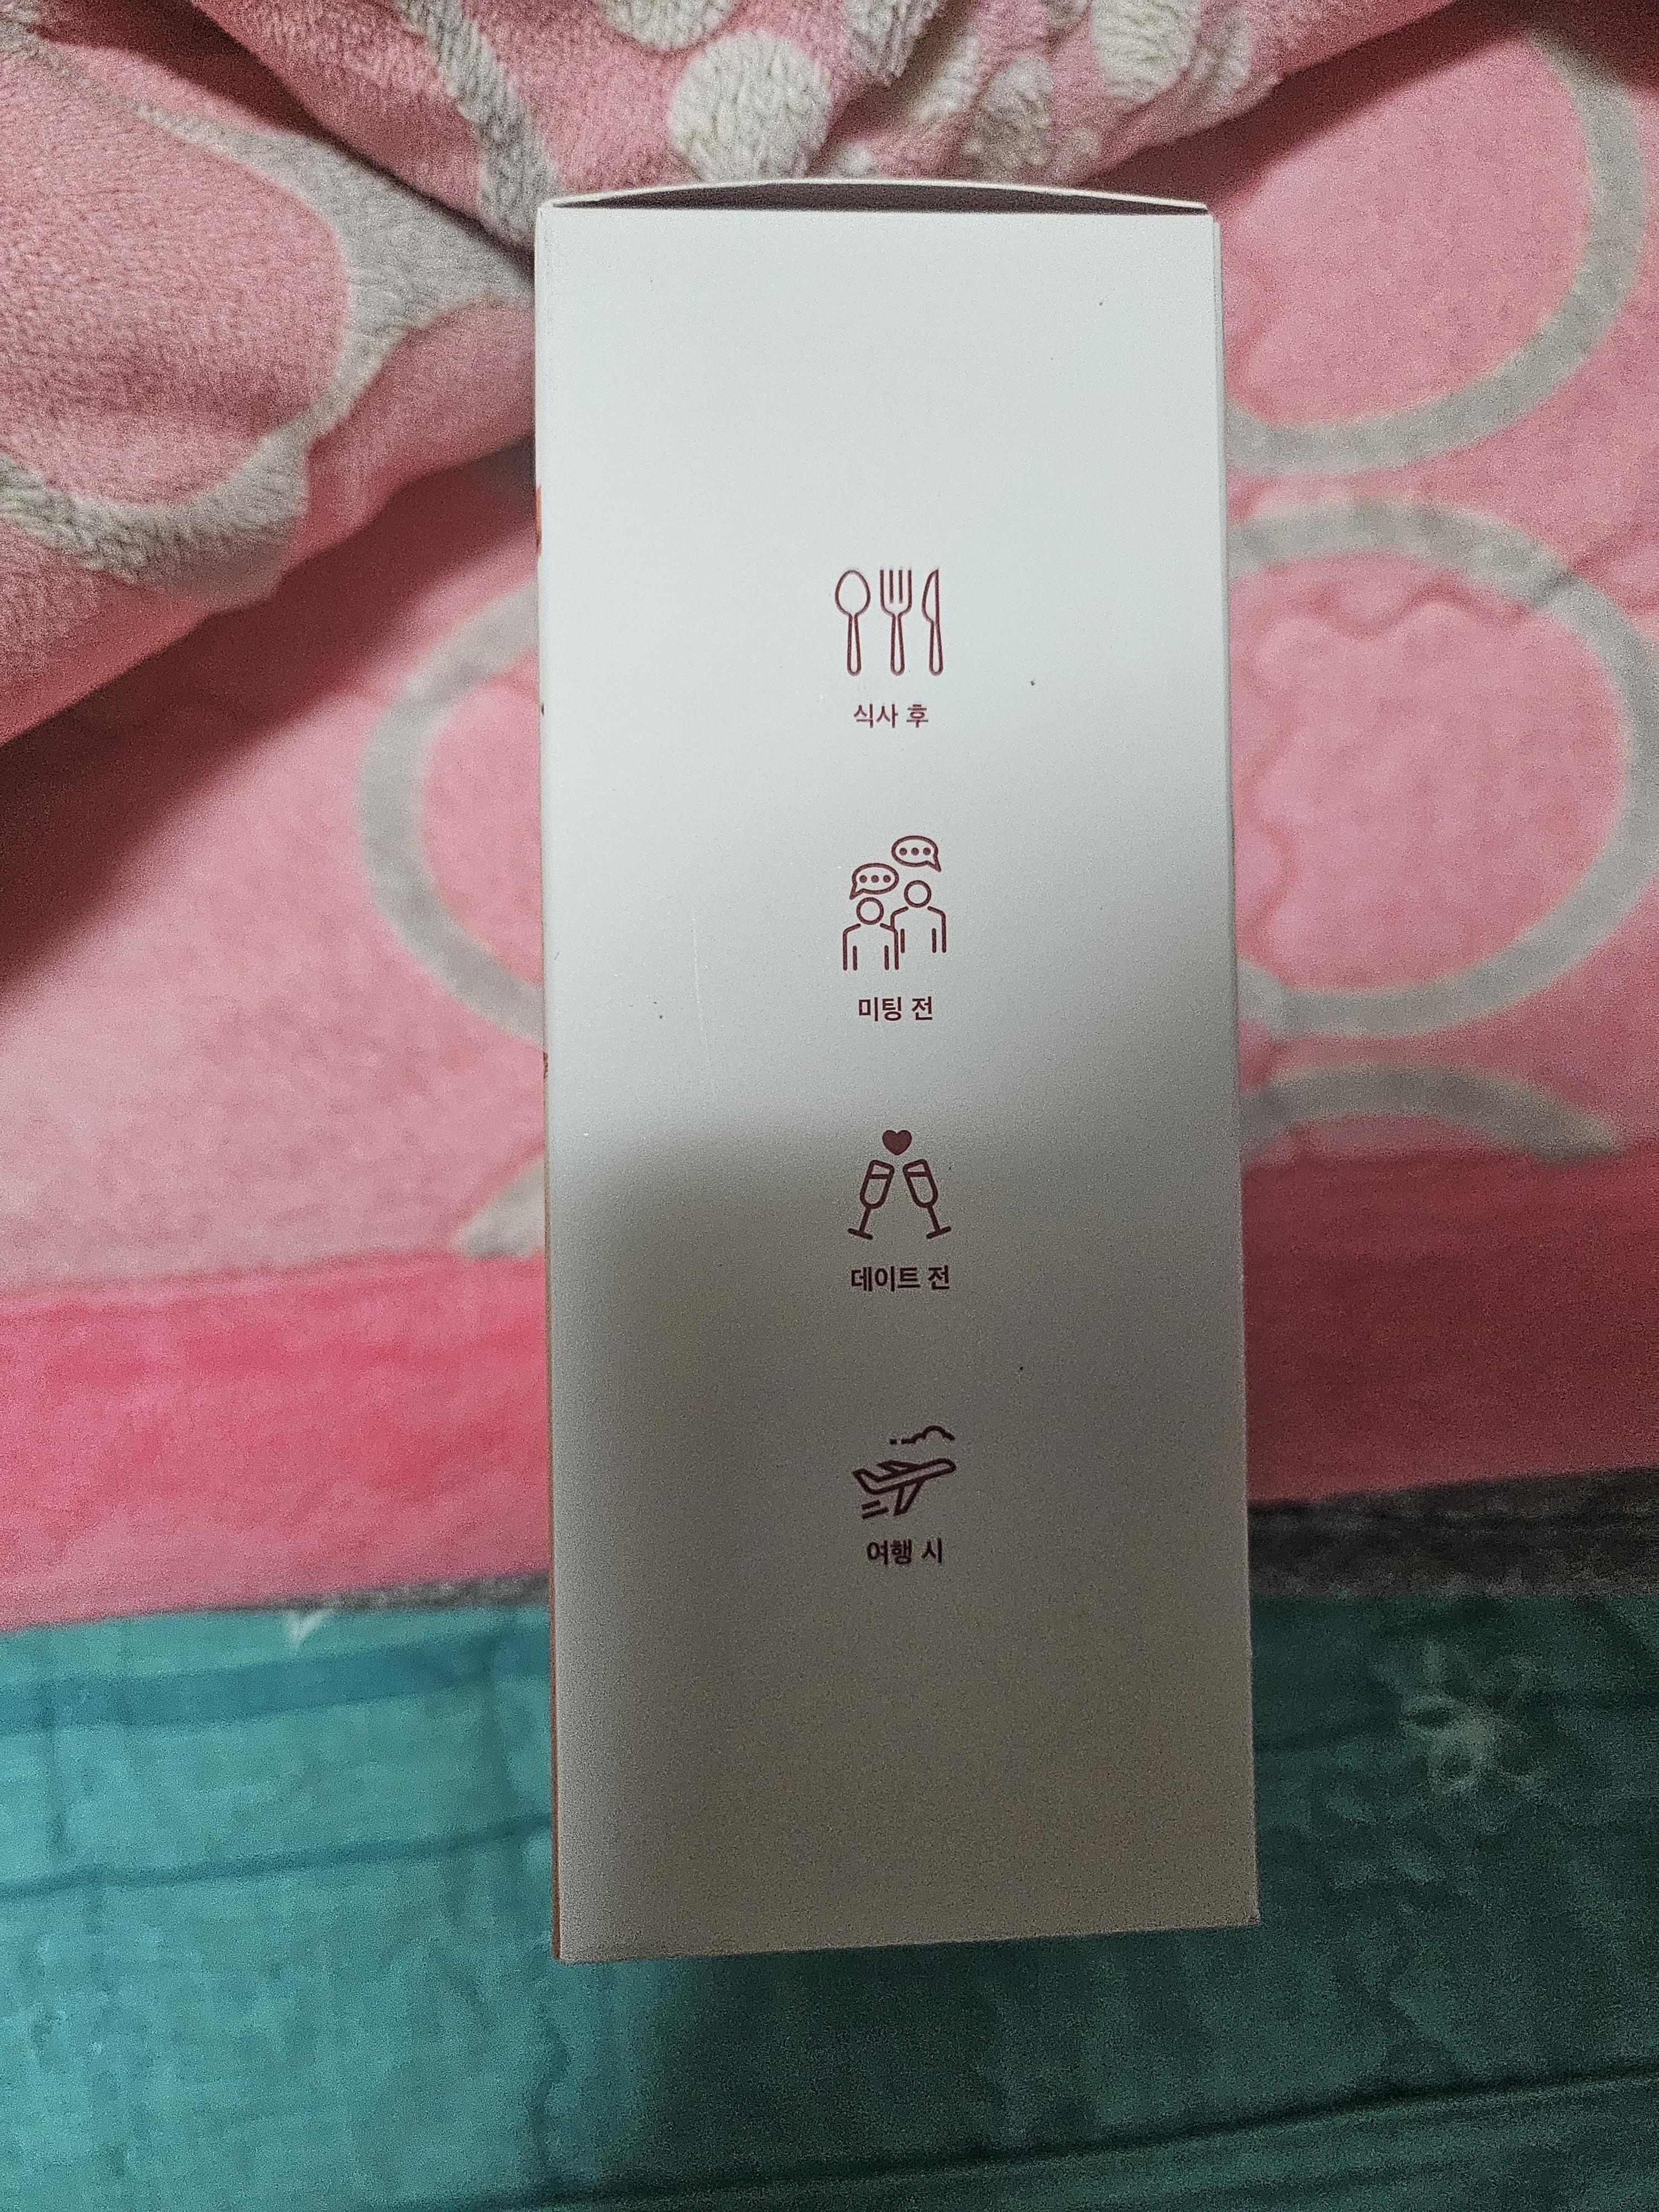 식사 후
미팅 전
데이트 전
여행 시